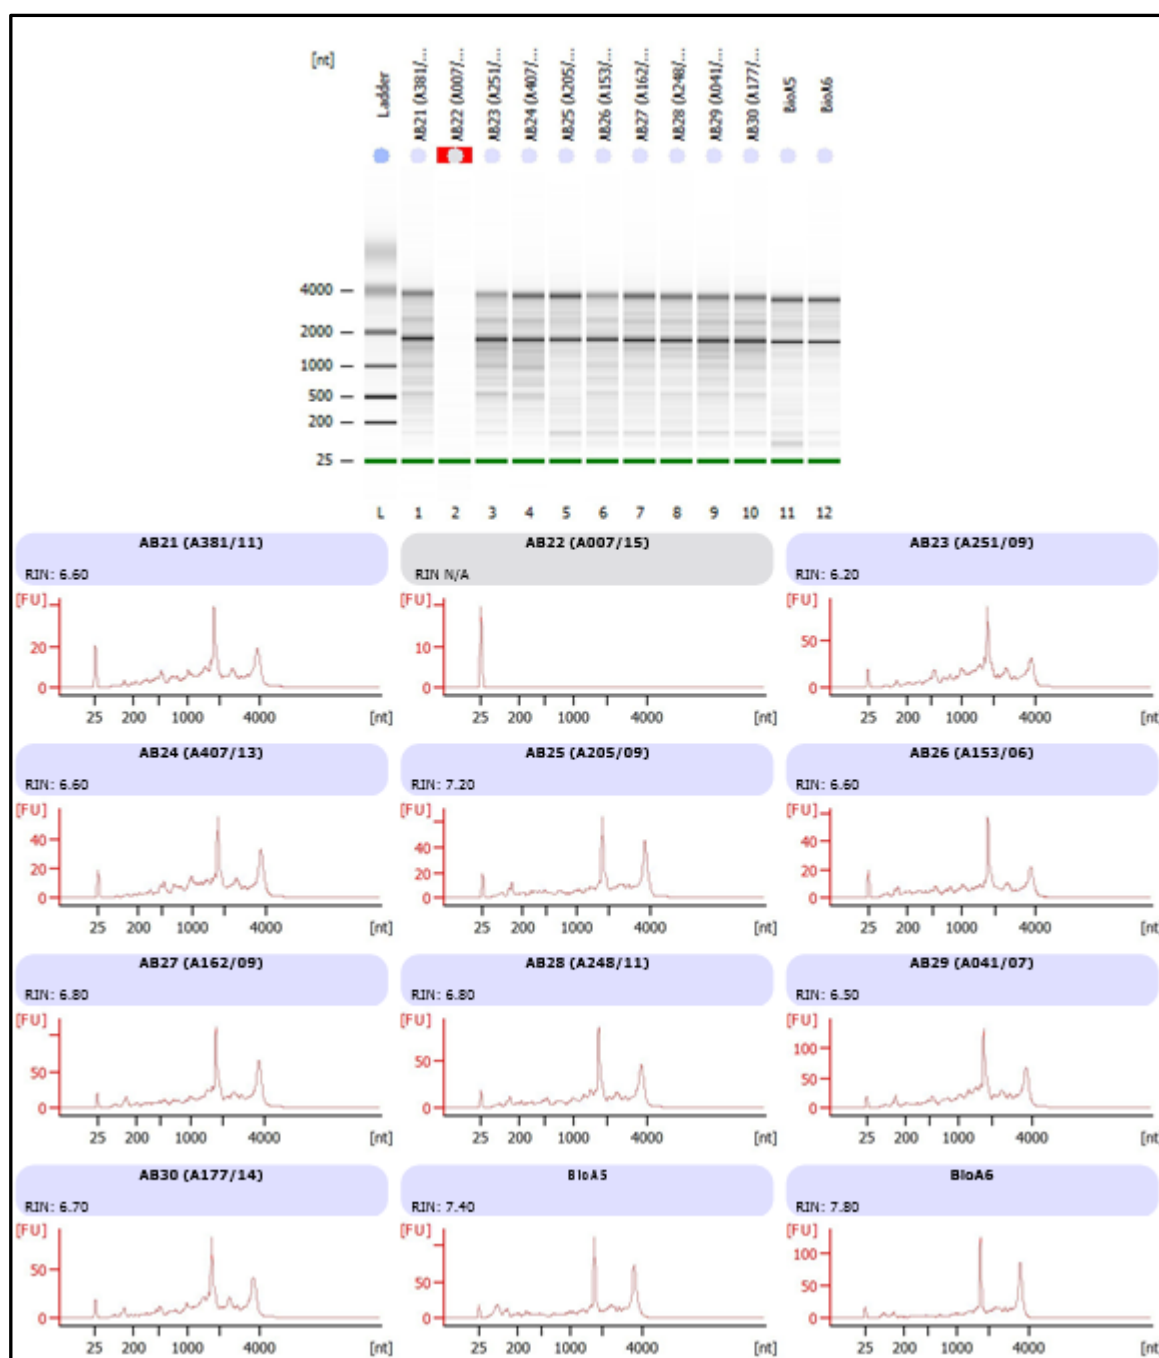 [nt]
Ladder
AB21 (A381/...
AB22 (A007/...
AB23 (A251/...
AB24 (A407/...
AB25 (A205/...
AB26 (A153/...
AB27 (A162/...
AB28 (A248/...
AB29 (A041/...
AB30 (A177/...
BioA5
BioA6
4000
2000
1000
500
200
25
L 1 2 3 4 5 6 7 8 9 10 11 12
AB21 (A381/11) AB22 (A007/15) AB23 (A251/09)
RIN: 6.60 RIN N/A RIN: 6.20
[FU] [FU] [FU]
20 10 50
0 0 0
25 200 1000 4000 [nt] 25 200 1000 4000 [nt] 25 200 1000 4000 [nt
AB24 (A407/13) AB25 (A205/09) AB26 (A153/06)
RIN: 6.60 RIN: 7.20 RIN: 6.60
[FU] [FU] [FU]
40 40 40
20 20 20
0 0 0
25 200 1000 4000 [nt] 25 200 1000 4000 [nt] 25 200 1000 4000 [nt
AB27 (A162/09) AB28 (A248/11) AB29 (A041/07)
RIN: 6.80 RIN: 6.80 RIN: 6.50
[FU] [FU] [FU]
100
50 50 50
0 0 0
25 200 1000 4000 [nt] 25 200 1000 4000 [nt] 25 200 1000 4000 [nt
AB30 (A177/14) BioA5 BioA6
RIN: 6.70 RIN: 7.40 RIN: 7.80
[FU] [FU] [FU]
100
50 50 50
0 0 0
25 200 1000 4000 [nt] 25 200 1000 4000 [nt] 25 200 1000 4000 [nt